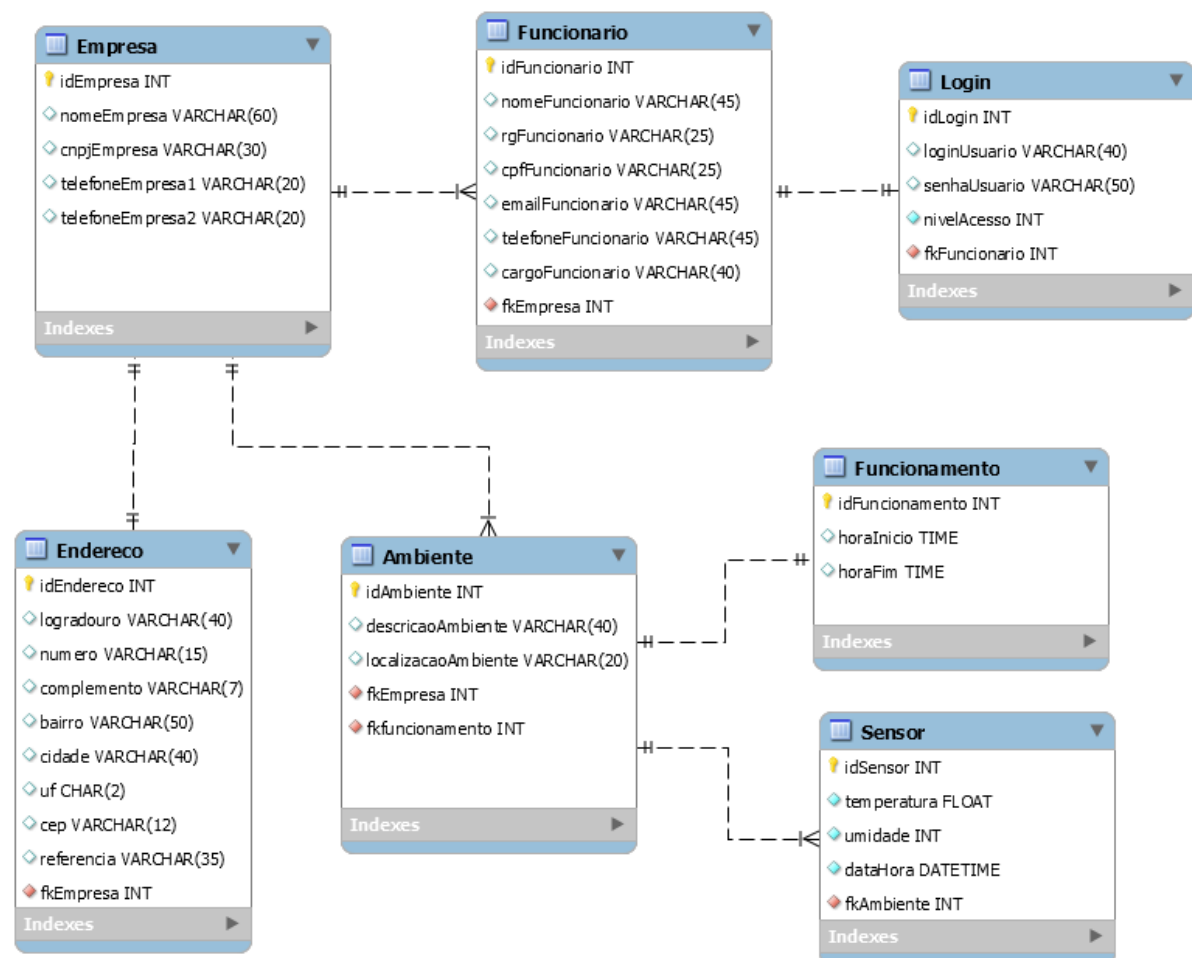 Empresa
idEmpresa INT
nomeEmpresa VARCHAR(60)
cnpjEmpresa VARCHAR(30)
telefoneEmpresa1 VARCHAR(20)
telefoneEmpresa2 VARCHAR(20)
Indexes
Funcionario
idFuncionario INT
nomeFuncionario VARCHAR(45)
rgFuncionario VARCHAR(25)
cpfFuncionario VARCHAR(25)
emailFuncionario VARCHAR(45)
telefoneFuncionario VARCHAR(45)
cargoFuncionario VARCHAR(40)
fkEmpresa INT
Indexes
Login
idLogin INT
loginUsuario VARCHAR(40)
senhaUsuario VARCHAR(50)
nivelAcesso INT
fkFuncionario INT
Indexes
Endereco
idEndereco INT
logradouro VARCHAR(40)
numero VARCHAR(15)
complemento VARCHAR(7)
bairro VARCHAR(50)
cidade VARCHAR(40)
uf CHAR(2)
cep VARCHAR(12)
referencia VARCHAR(35)
fkEmpresa INT
Indexes
Ambiente
idAmbiente INT
descricaoAmbiente VARCHAR(40)
localizacaoAmbiente VARCHAR(20)
fkEmpresa INT
fkfuncionamento INT
Indexes
Funcionamento
idFuncionamento INT
horaInicio TIME
horaFim TIME
Indexes
Sensor
idSensor INT
temperatura FLOAT
umidade INT
dataHora DATETIME
fkAmbiente INT
Indexes